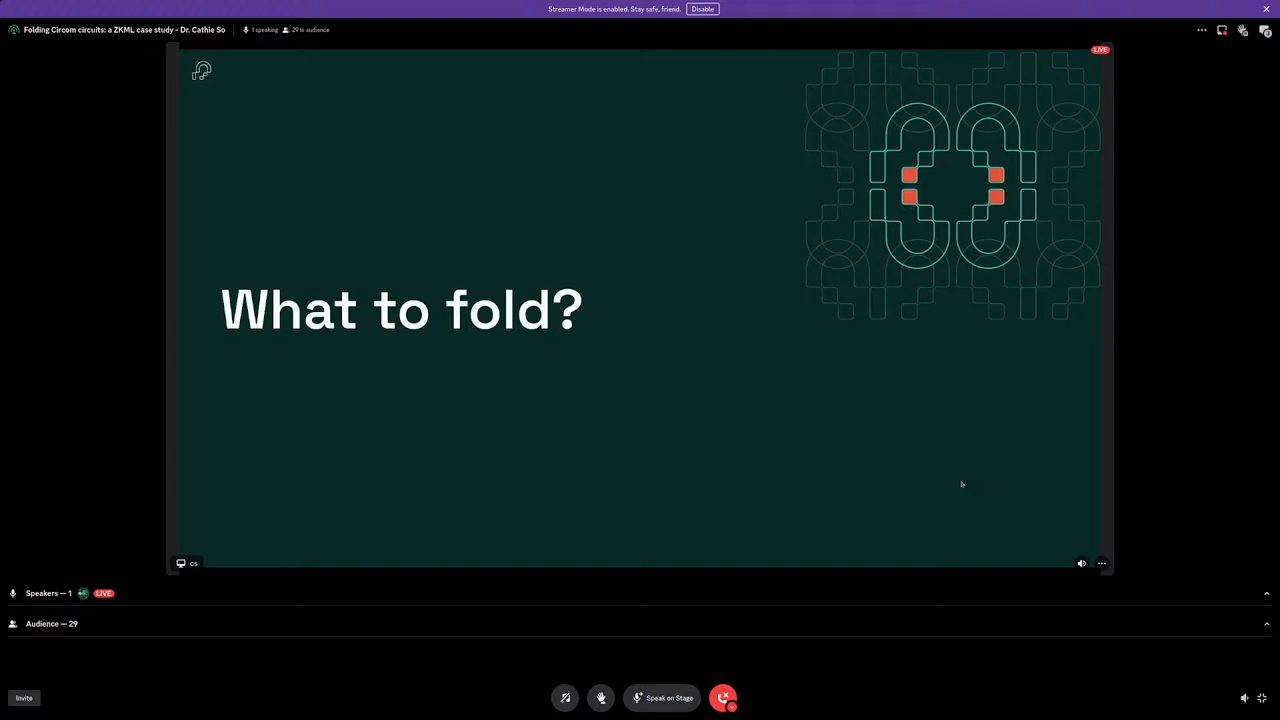 Streamer Mode is enabled. Stay safe, friend. Disable
Folding Circom circuits: a ZKML case study - Dr. Cathie So 1 speaking 29 in audience
LIVE
What to fold?
cs
Speakers — 1 LIVE
Audience — 29
Invite Speak on Stage